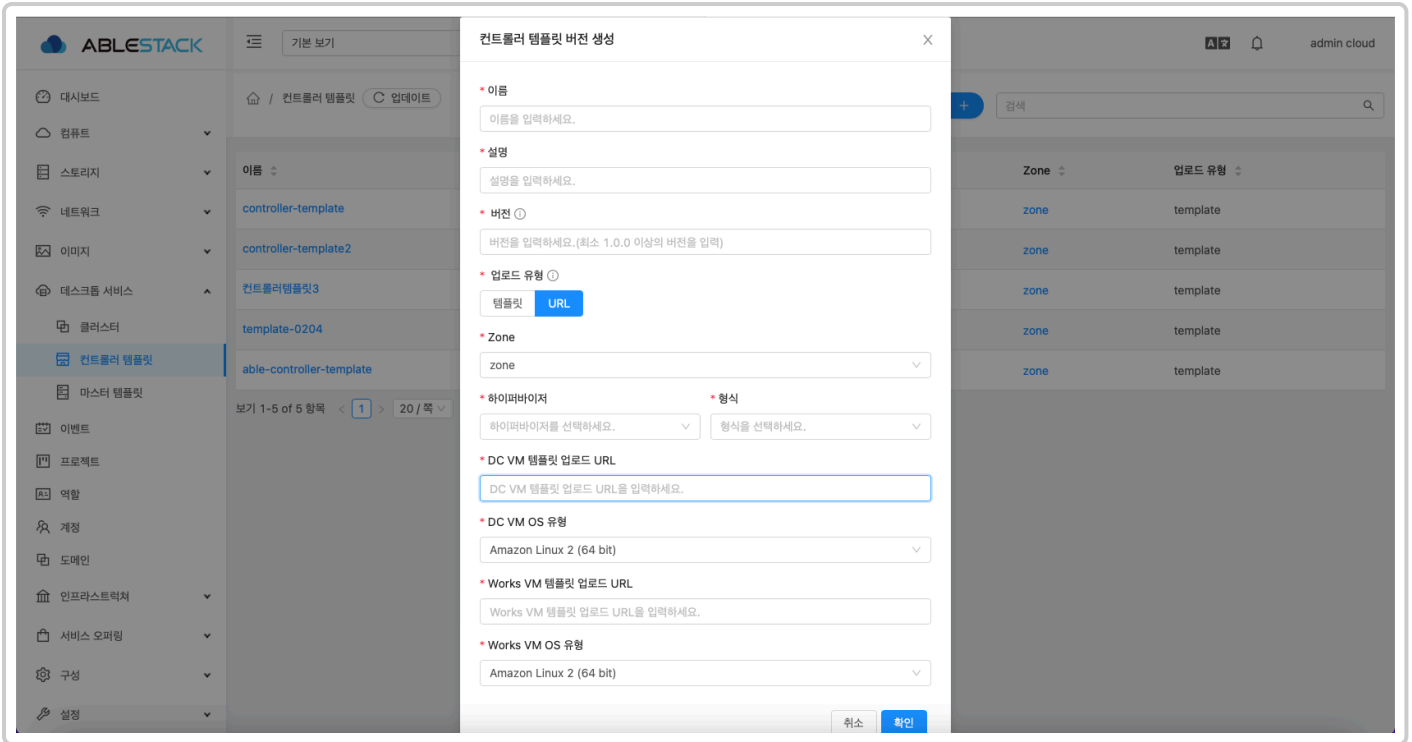 ABLESTACK
기본 보기
admin cloud
대시보드
컴퓨트
스토리지
네트워크
이미지
데스크톱 서비스
클러스터
컨트롤러 템플릿
마스터 템플릿
이벤트
프로젝트
역할
계정
도메인
인프라스트럭쳐
서비스 오퍼링
구성
설정
/ 컨트롤러 템플릿 업데이트
+
검색
이름 Zone 업로드 유형
controller-template zone template
controller-template2 zone template
컨트롤러템플릿3 zone template
template-0204 zone template
able-controller-template zone template
보기 1-5 of 5 항목 < 1 > 20 / 쪽
컨트롤러 템플릿 버전 생성
* 이름
이름을 입력하세요.
* 설명
설명을 입력하세요.
* 버전
버전을 입력하세요.(최소 1.0.0 이상의 버전을 입력)
* 업로드 유형
템플릿 URL
* Zone
zone
* 하이퍼바이저 * 형식
하이퍼바이저를 선택하세요. 형식을 선택하세요.
* DC VM 템플릿 업로드 URL
DC VM 템플릿 업로드 URL을 입력하세요.
* DC VM OS 유형
Amazon Linux 2 (64 bit)
* Works VM 템플릿 업로드 URL
Works VM 템플릿 업로드 URL을 입력하세요.
* Works VM OS 유형
Amazon Linux 2 (64 bit)
취소 확인